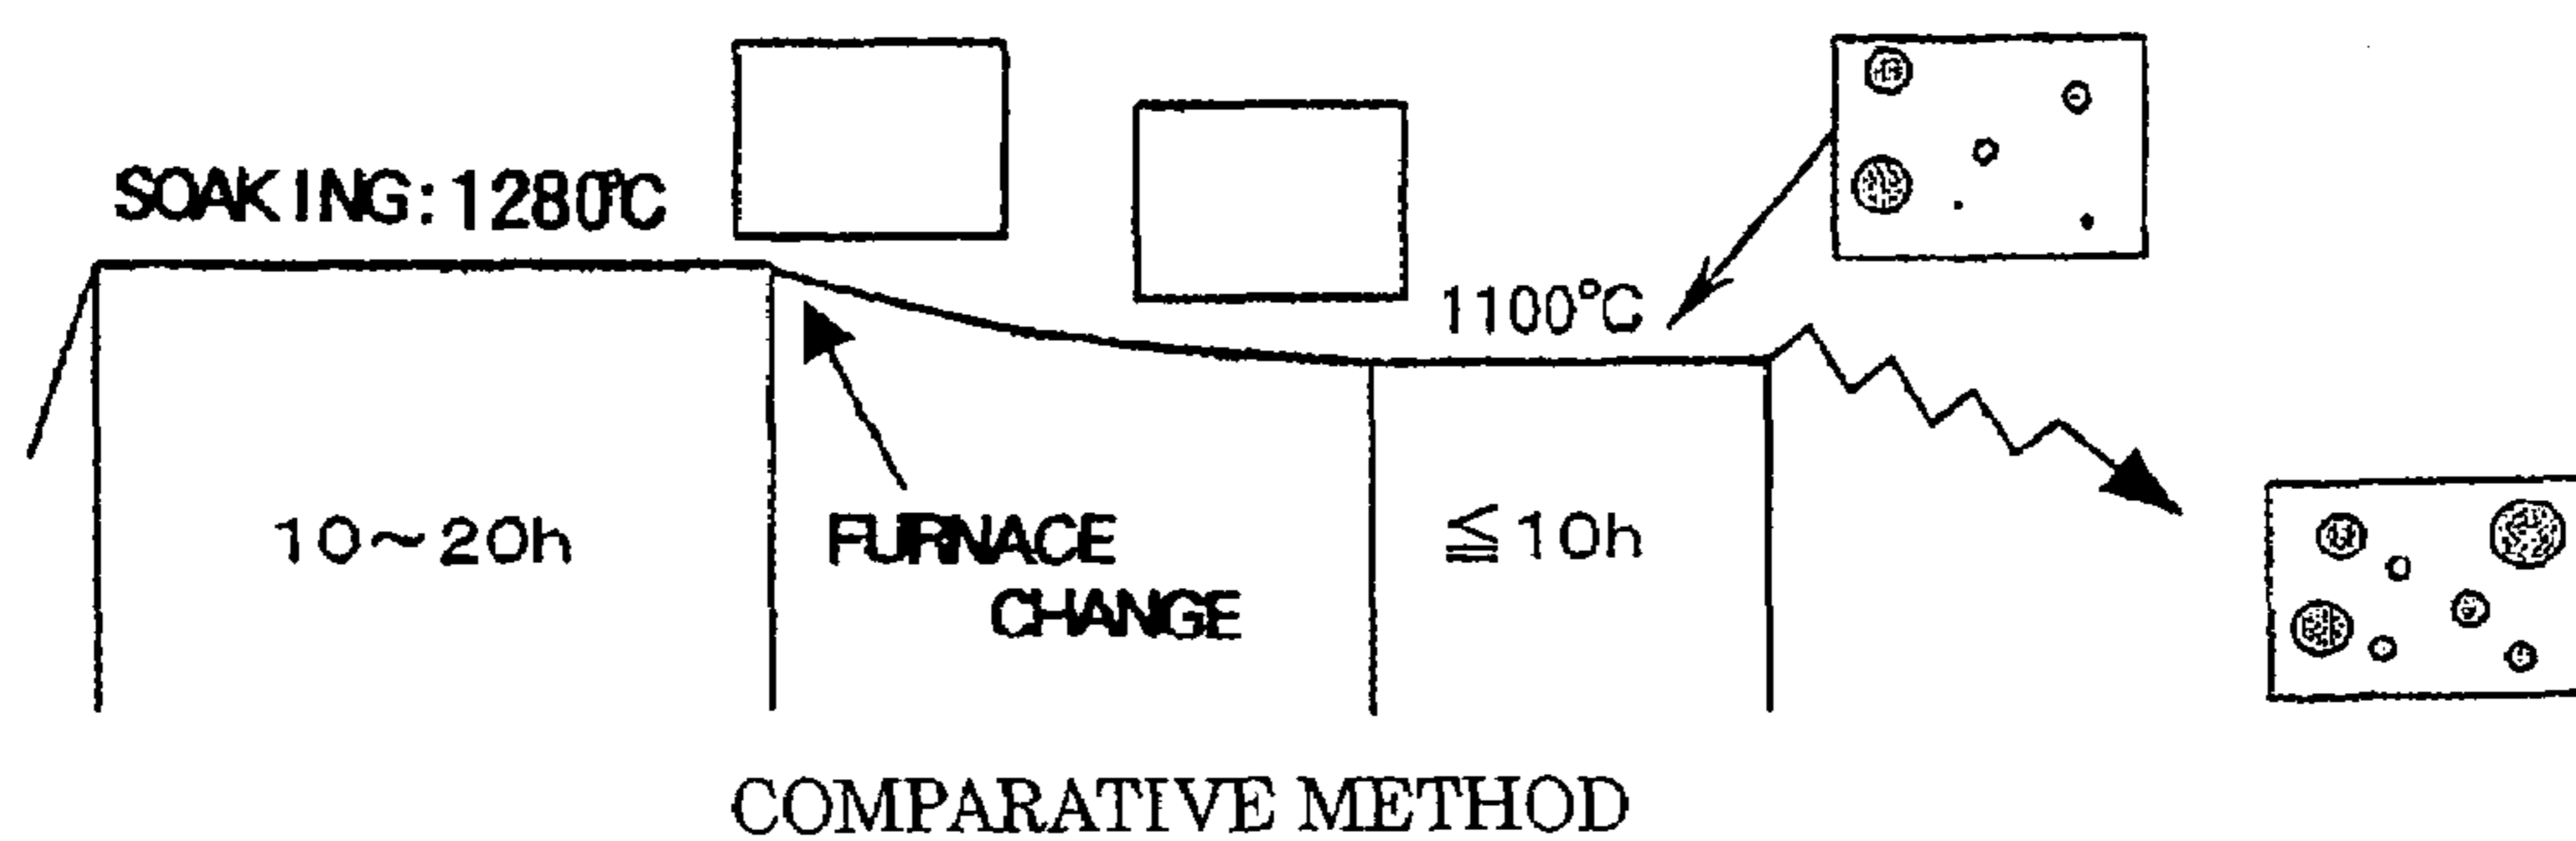 SOAKING:1280℃
1100℃
10~20h
FURNACE
CHANGE
≦10h
COMPARATIVE METHOD